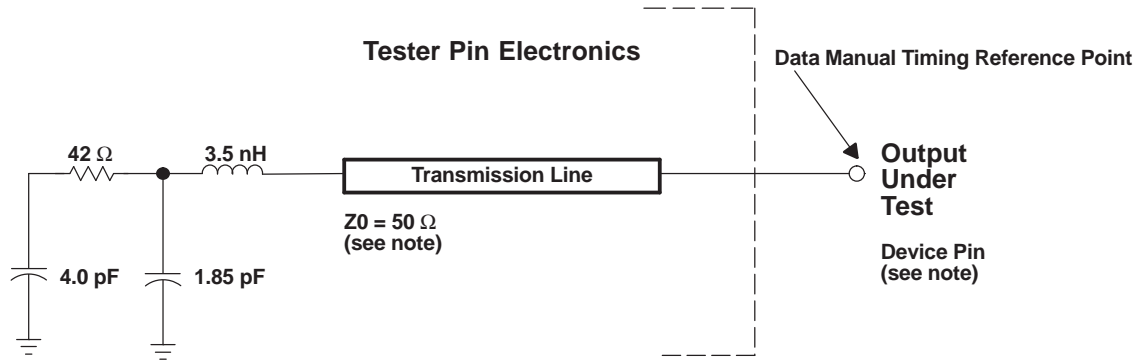 Tester Pin Electronics
Data Manual Timing Reference Point
42 Ω
3.5 nH
Transmission Line
Output
Under
Test
Z0 = 50 Ω
(see note)
Device Pin
(see note)
4.0 pF
1.85 pF